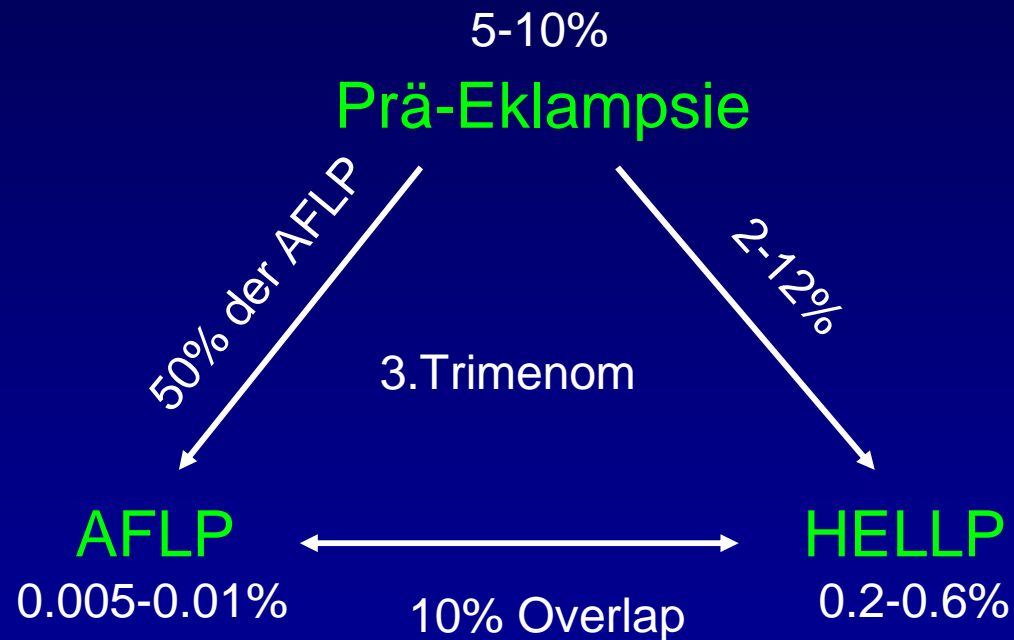 5-10%
Prä-Eklampsie
50% der AFLP
2-12%
3.Trimenom
AFLP
HELLP
0.005-0.01%
10% Overlap
0.2-0.6%